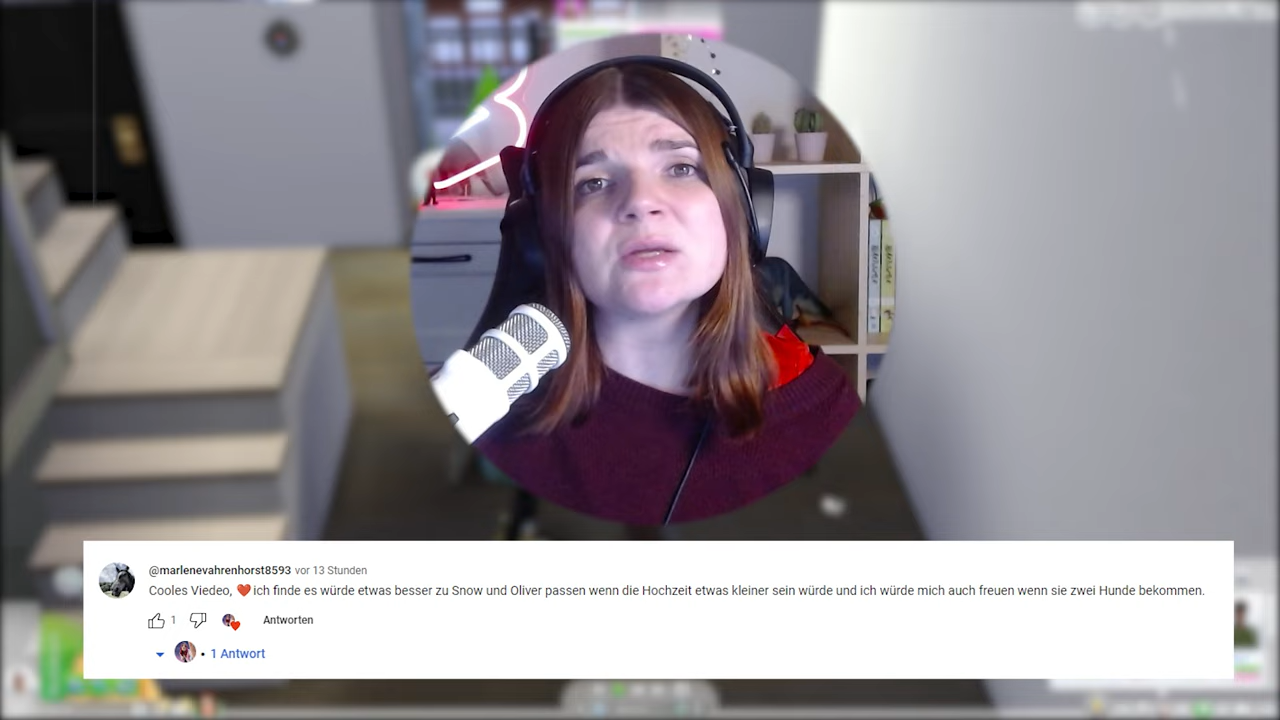 @marlenevahrenhorst8593 vor 13 Stunden
Cooles Viedeo, ❤️ ich finde es würde etwas besser zu Snow und Oliver passen wenn die Hochzeit etwas kleiner sein würde und ich würde mich auch freuen wenn sie zwei Hunde bekommen.
1 Antworten
• 1 Antwort